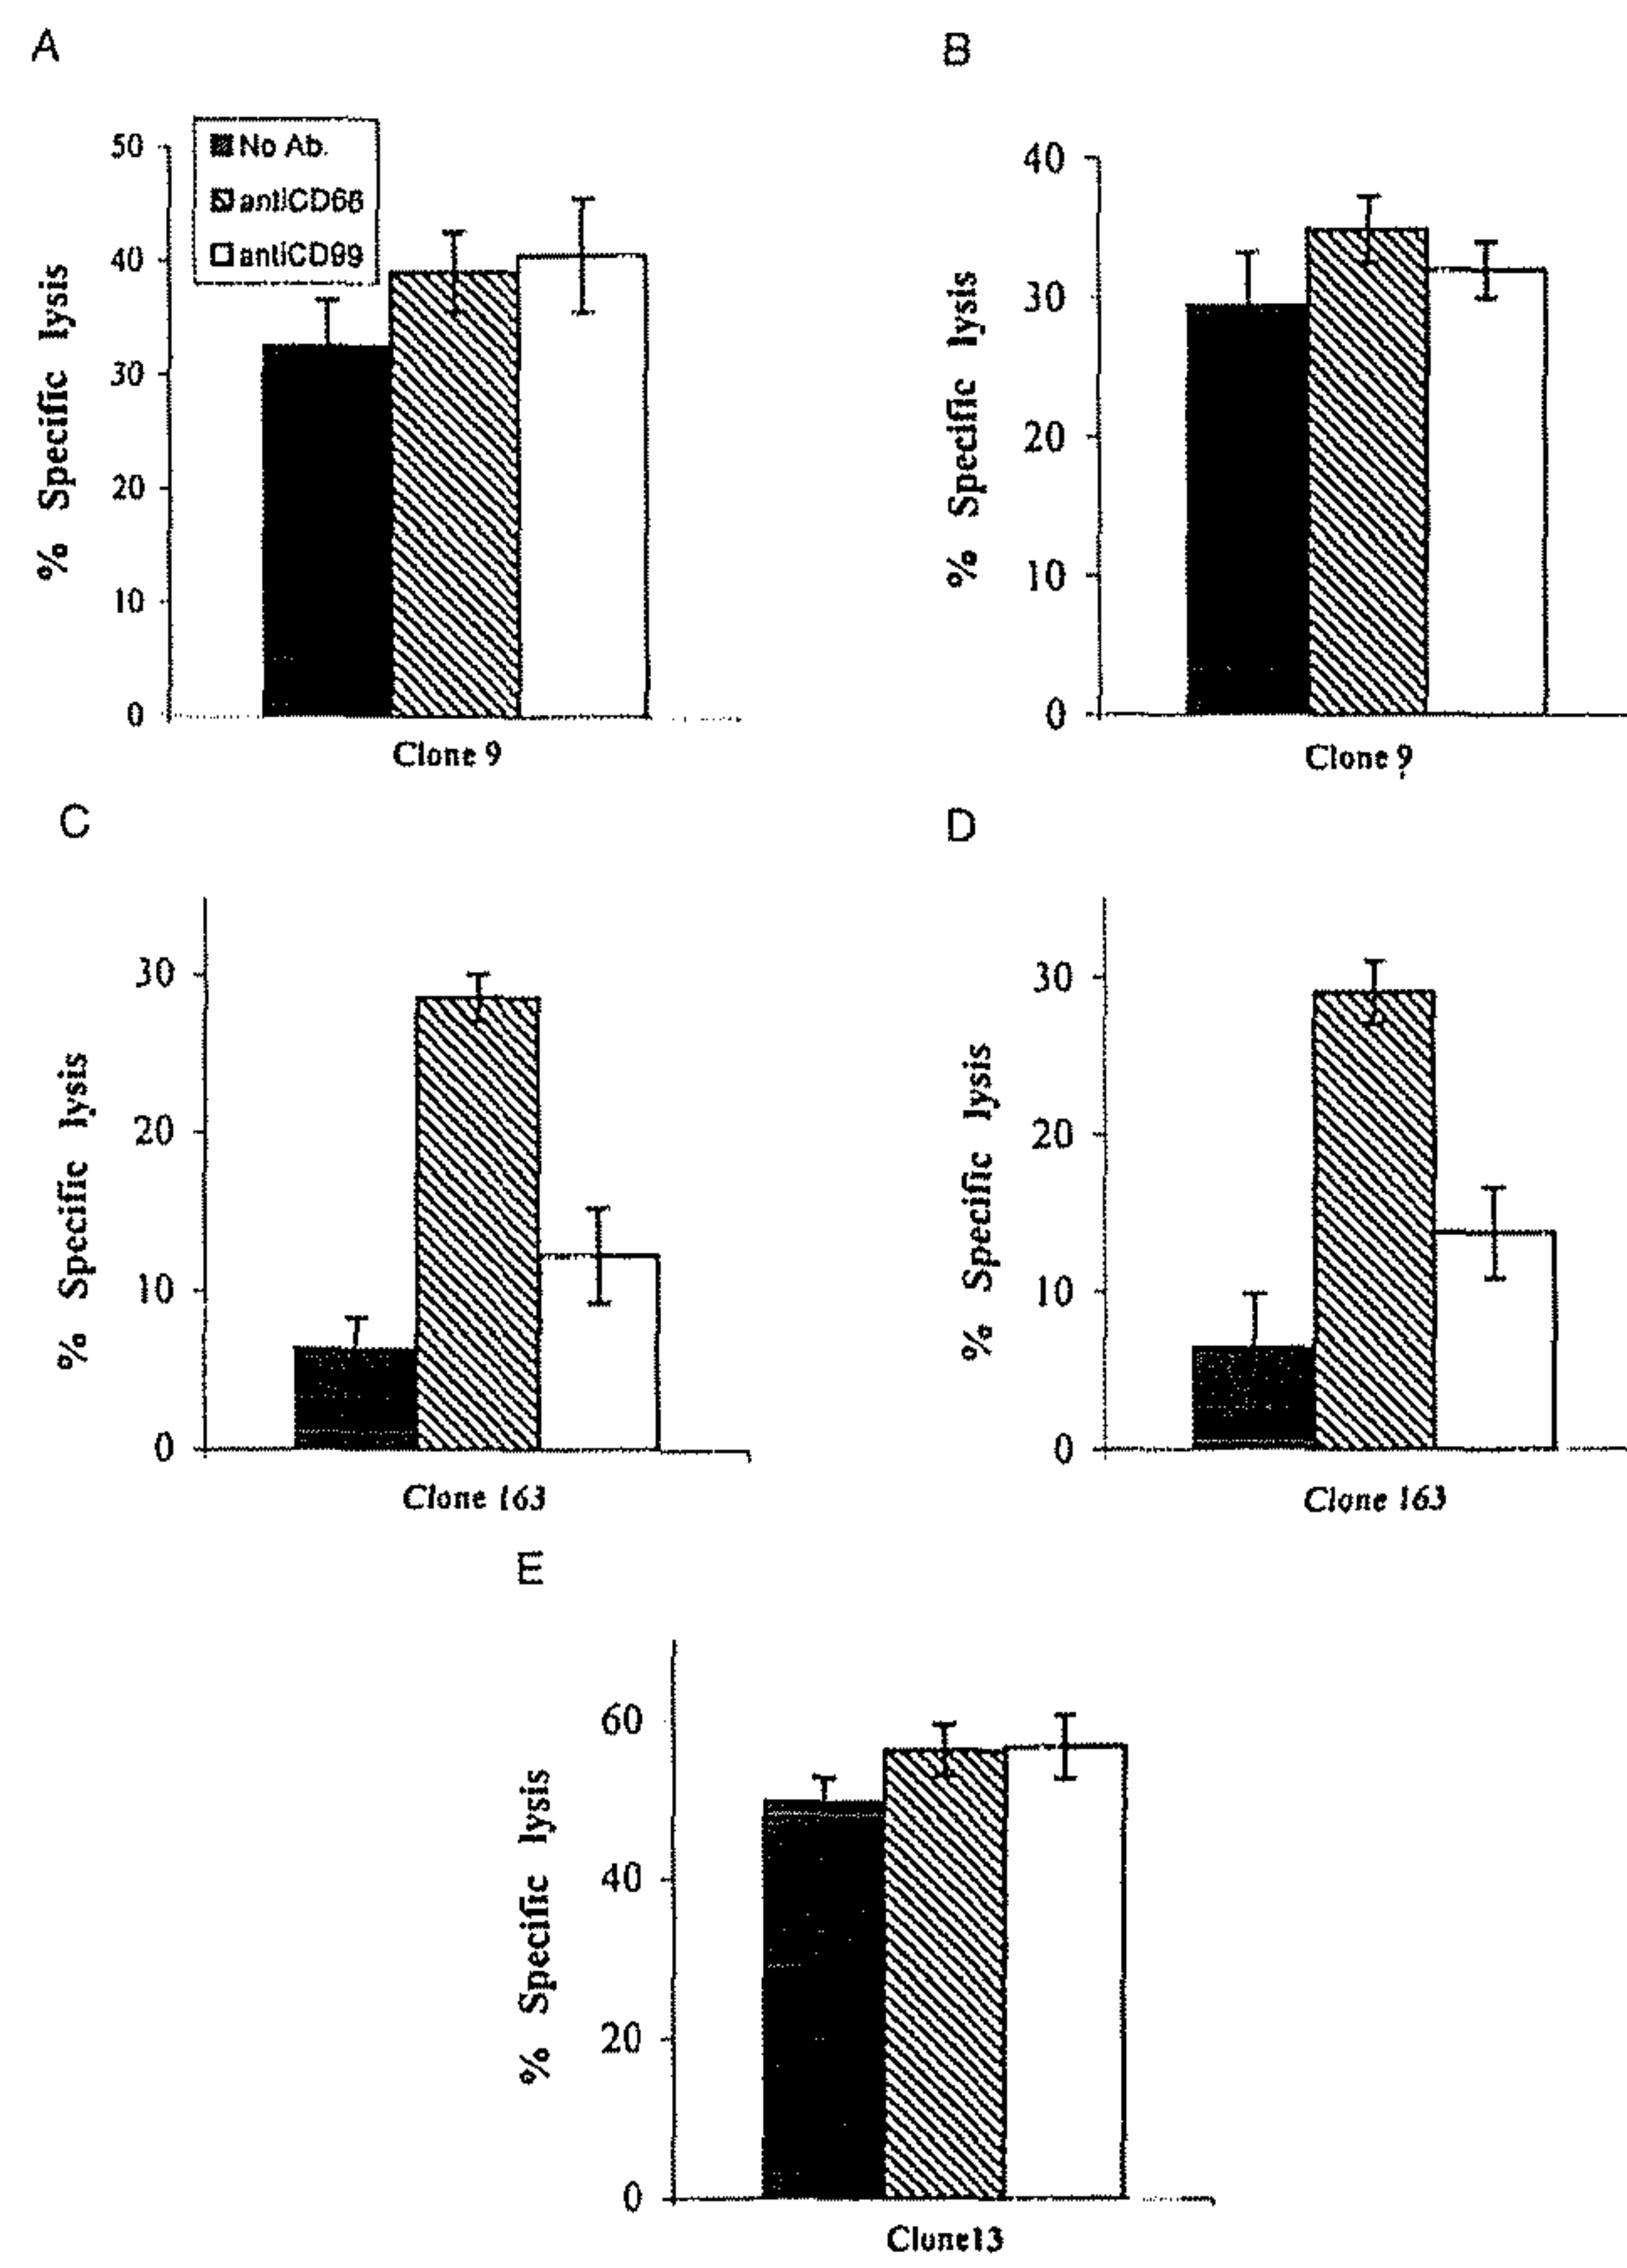 A
50
40
30
20
10
0
% Specific lysis
No Ab.
antiCD66
antiCD99
Clone 9
B
40
30
20
10
0
% Specific lysis
Clone 9
C
30
20
10
0
% Specific lysis
Clone 163
D
30
20
10
0
% Specific lysis
Clone 163
E
60
40
20
0
% Specific lysis
Clone13